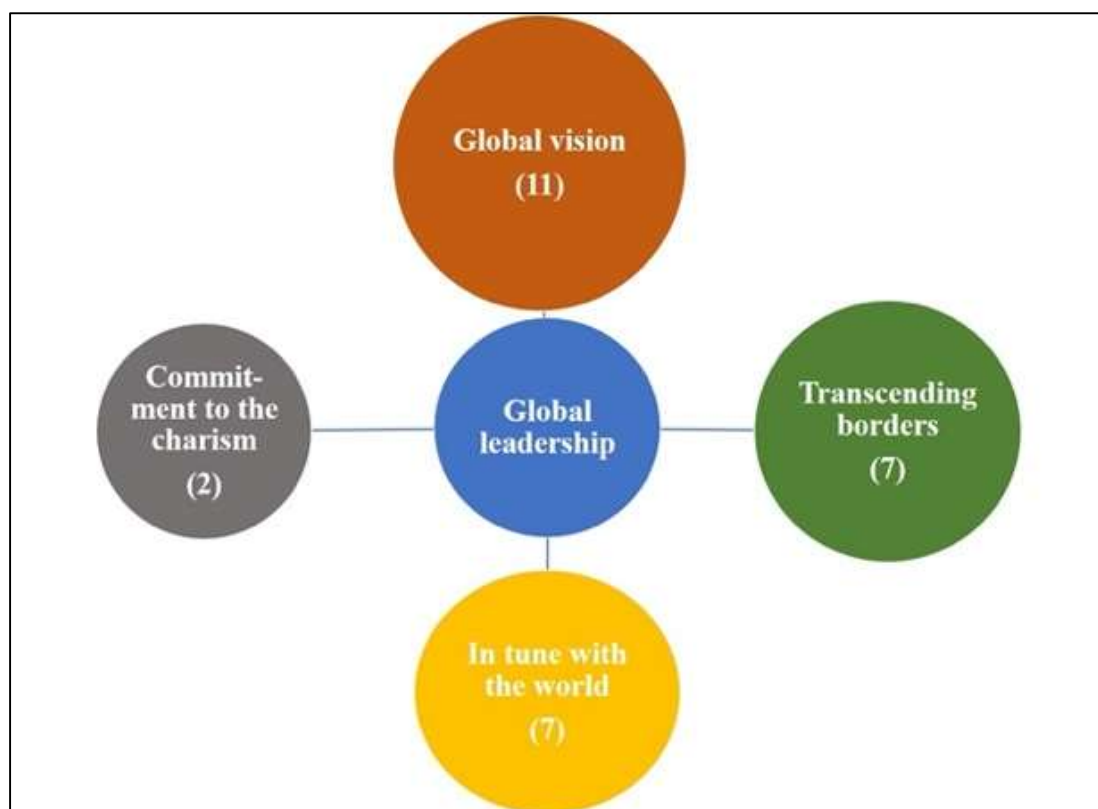 Global vision
(11)
Commit-
ment to the
charism
(2)
Global
leadership
Transcending
borders
(7)
In tune with
the world
(7)